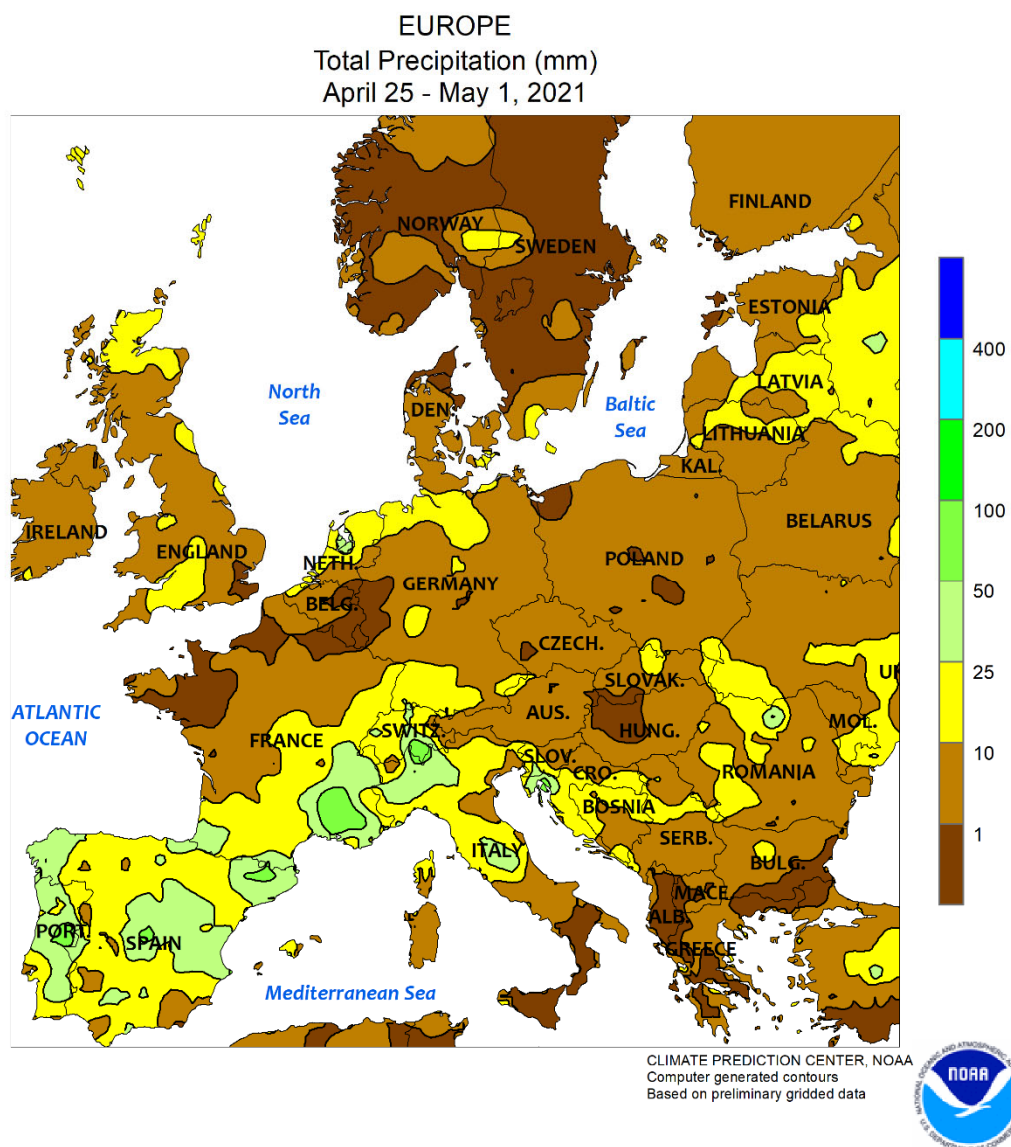 EUROPE
Total Precipitation (mm)
April 25 - May 1, 2021
FINLAND
NORWAY
SWEDEN
ESTONIA
North
Sea
Baltic
Sea
LATVIA
DEN.
LITHUANIA
KAL.
IRELAND
ENGLAND
NETH.
BELARUS
POLAND
GERMANY
BELG.
CZECH.
SLOVAK.
UK
ATLANTIC
OCEAN
FRANCE
SWITZ.
AUS.
HUNG.
MOL.
SLOV.
CRO.
ROMANIA
BOSNIA
ITALY
SERB.
BULG.
MACE.
ALB.
GREECE
PORT.
SPAIN
Mediterranean Sea
400
200
100
50
25
10
1
CLIMATE PREDICTION CENTER, NOAA
Computer generated contours
Based on preliminary gridded data
NOAA